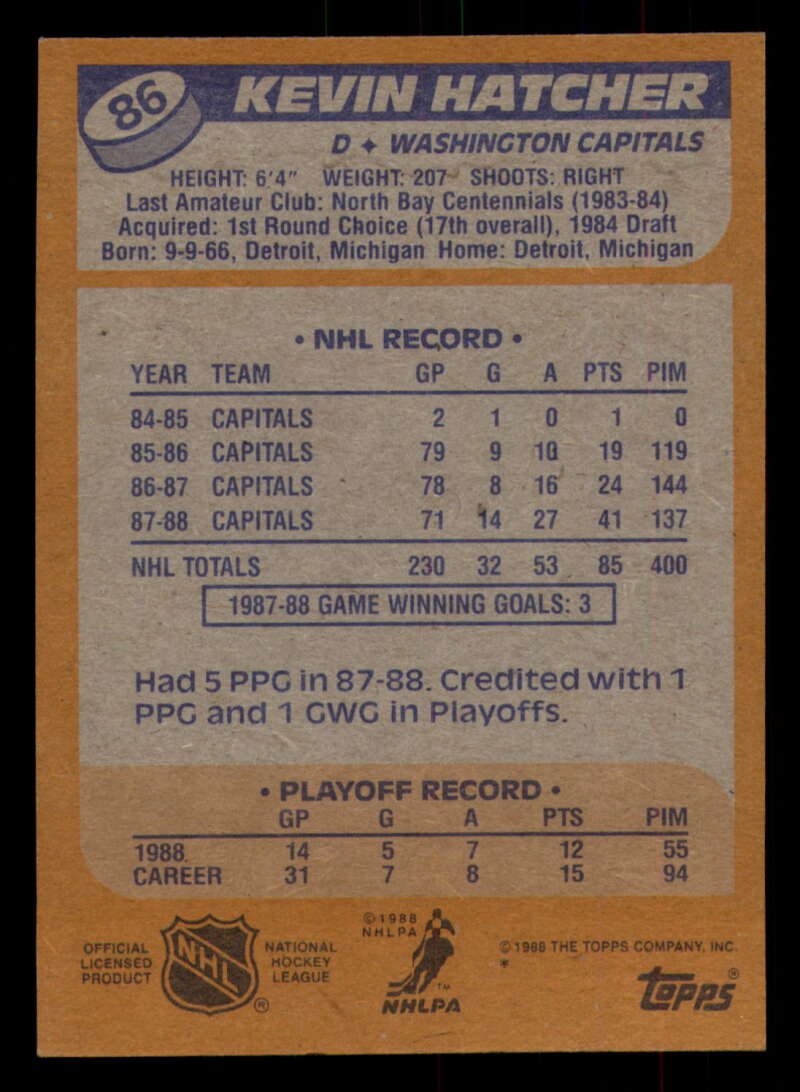 86 KEVIN HATCHER
D ✦ WASHINGTON CAPITALS
HEIGHT: 6'4" WEIGHT: 207 SHOOTS: RIGHT
Last Amateur Club: North Bay Centennials (1983-84)
Acquired: 1st Round Choice (17th overall), 1984 Draft
Born: 9-9-66, Detroit, Michigan Home: Detroit, Michigan
• NHL RECORD •
YEAR TEAM GP G A PTS PIM
84-85 CAPITALS 2 1 0 1 0
85-86 CAPITALS 79 9 10 19 119
86-87 CAPITALS 78 8 16 24 144
87-88 CAPITALS 71 14 27 41 137
NHL TOTALS 230 32 53 85 400
1987-88 GAME WINNING GOALS: 3
Had 5 PPG in 87-88. Credited with 1
PPG and 1 GWG in Playoffs.
• PLAYOFF RECORD •
GP G A PTS PIM
1988 14 5 7 12 55
CAREER 31 7 8 15 94
OFFICIAL
LICENSED
PRODUCT
NHL
®
NATIONAL
HOCKEY
LEAGUE
© 1988
NHLPA
TM
NHLPA
© 1988 THE TOPPS COMPANY, INC.
*
topps®